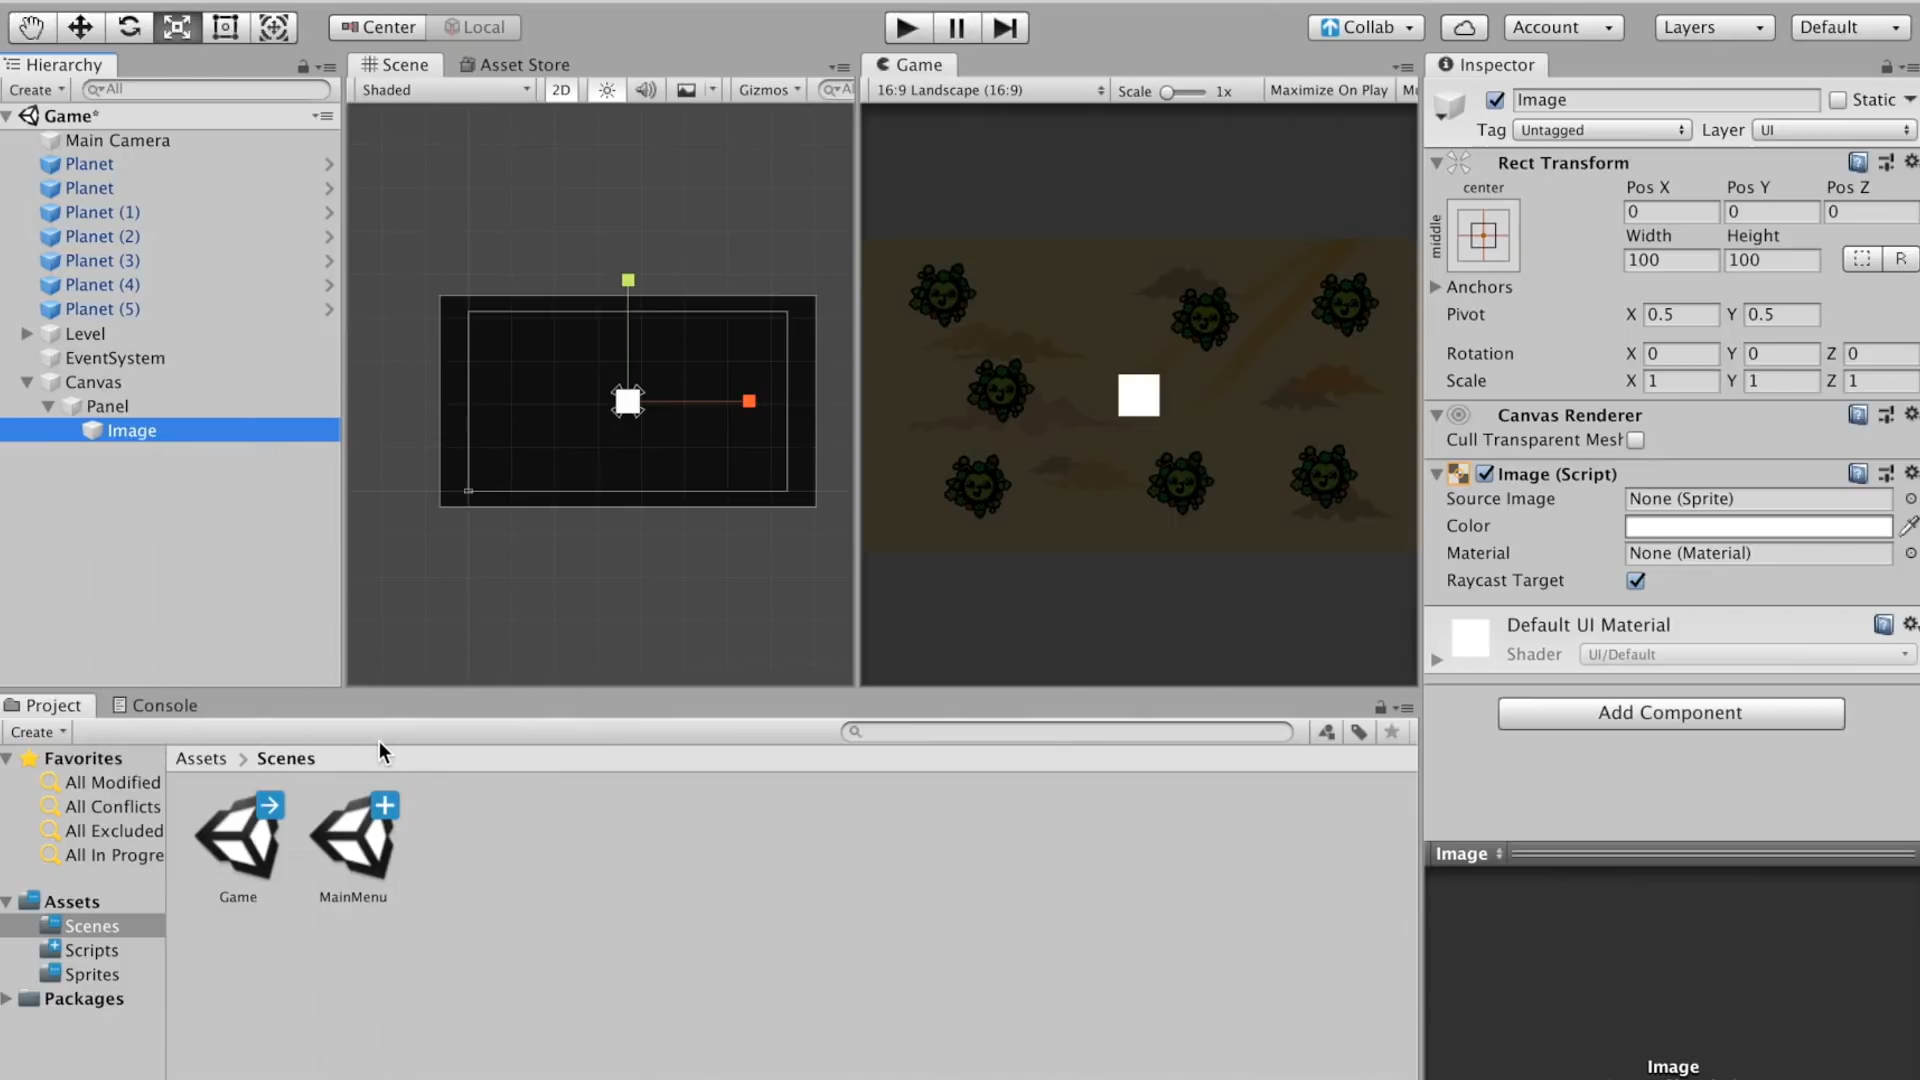 Center Local
Collab Account Layers Default
Hierarchy
Create All
Game*
Main Camera
Planet
Planet
Planet (1)
Planet (2)
Planet (3)
Planet (4)
Planet (5)
Level
EventSystem
Canvas
Panel
Image
Scene Asset Store
Shaded 2D Gizmos
Game
16:9 Landscape (16:9) Scale 1x Maximize On Play
Inspector
Image Static
Tag Untagged Layer UI
Rect Transform
center Pos X Pos Y Pos Z
middle 0 0 0
Width Height
100 100 R
Anchors
Pivot X 0.5 Y 0.5
Rotation X 0 Y 0 Z 0
Scale X 1 Y 1 Z 1
Canvas Renderer
Cull Transparent Mesh
Image (Script)
Source Image None (Sprite)
Color
Material None (Material)
Raycast Target
Default UI Material
Shader UI/Default
Add Component
Image
Image
Project Console
Create
Favorites
All Modified
All Conflicts
All Excluded
All In Progre
Assets
Scenes
Scripts
Sprites
Packages
Assets > Scenes
Game MainMenu